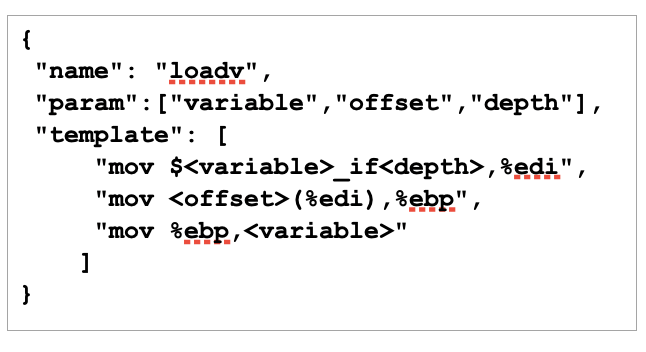 {
"name": "loadv",
"param":["variable","offset","depth"],
"template": [
"mov $<variable>_if<depth>,%edi",
"mov <offset>(%edi),%ebp",
"mov %ebp,<variable>"
]
}